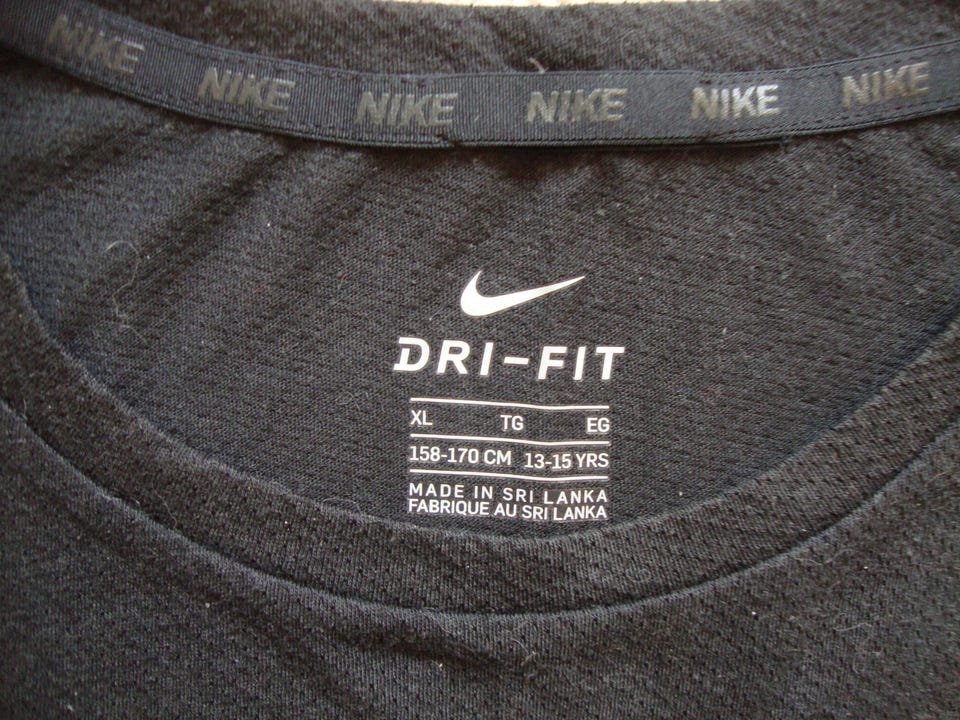 NIKE NIKE NIKE NIKE NIKE NIKE
DRI-FIT
XL TG EG
158-170 CM 13-15 YRS
MADE IN SRI LANKA
FABRIQUE AU SRI LANKA